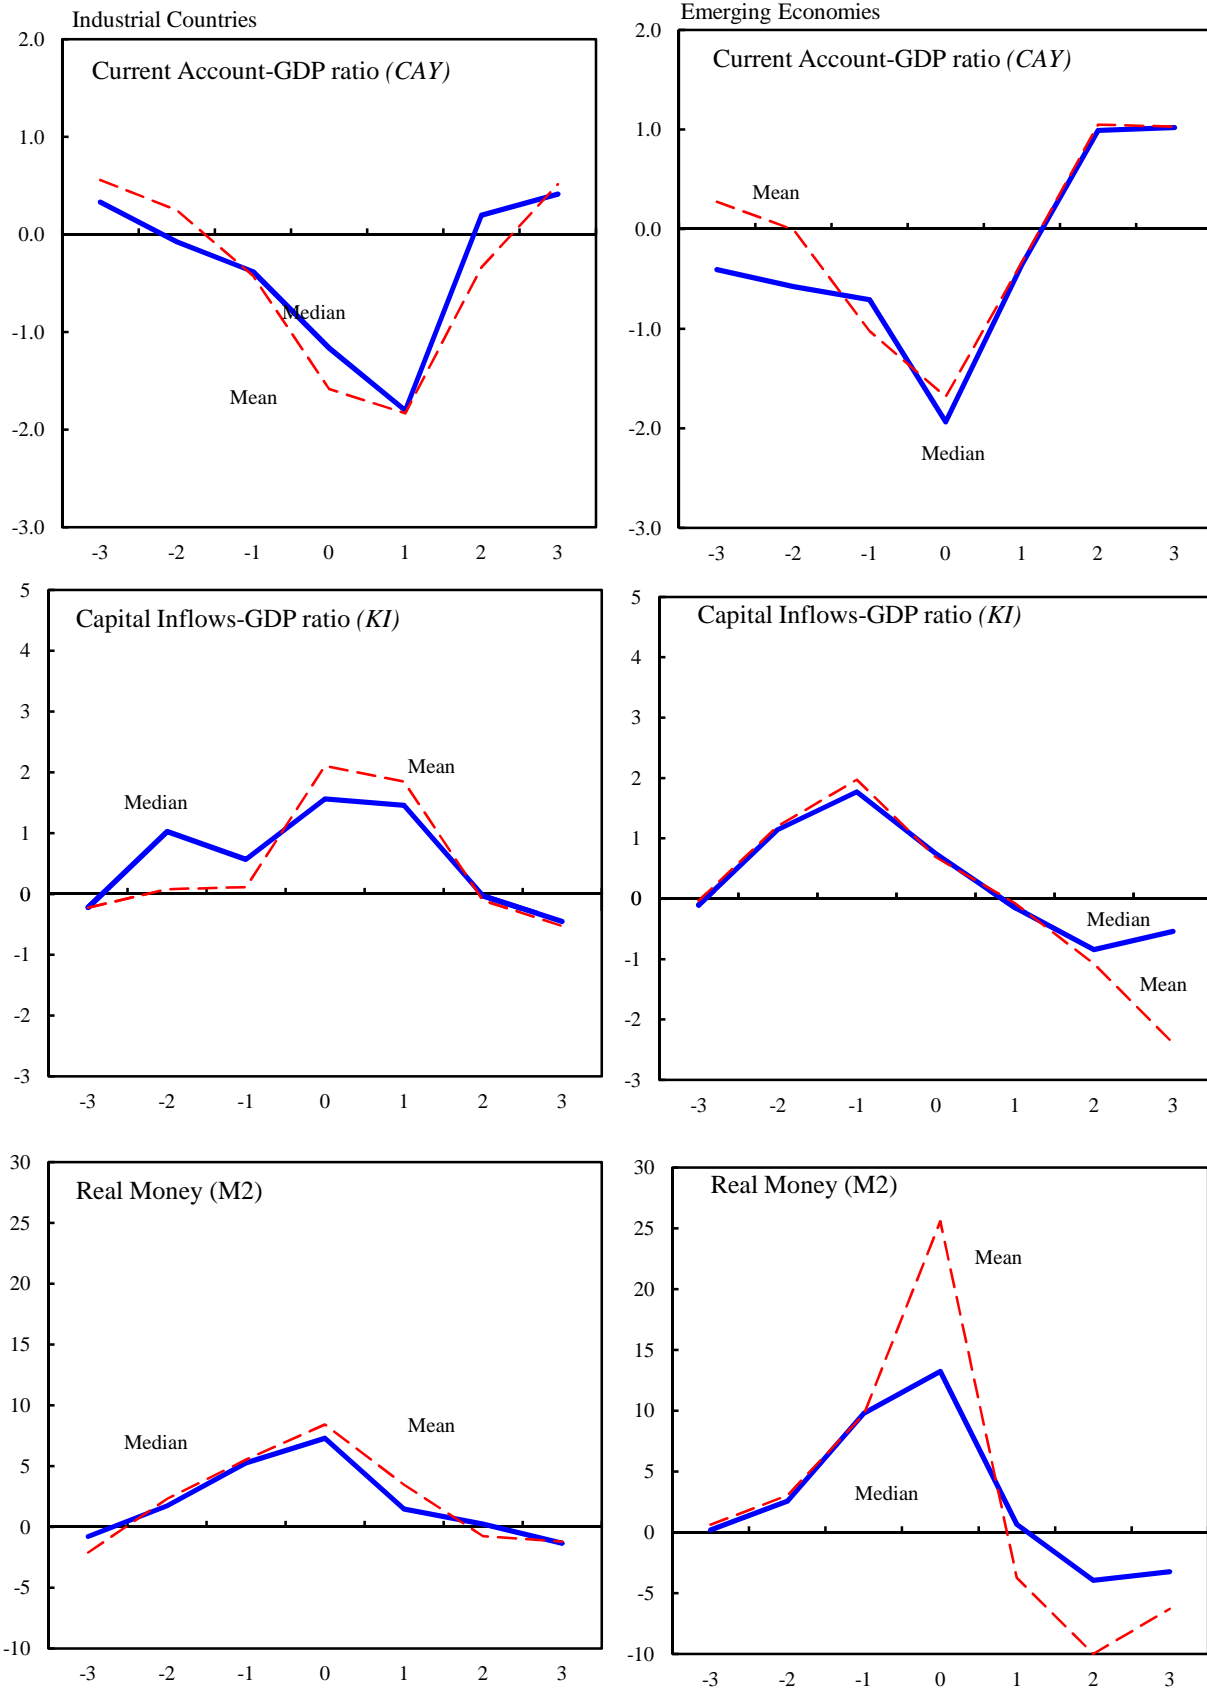 Industrial Countries
Current Account-GDP ratio (CAY)
2.0
1.0
0.0
-1.0
-2.0
-3.0
Median
Mean
-3 -2 -1 0 1 2 3
Emerging Economies
Current Account-GDP ratio (CAY)
2.0
1.0
0.0
-1.0
-2.0
-3.0
Mean
Median
-3 -2 -1 0 1 2 3
Capital Inflows-GDP ratio (KI)
5
4
3
2
1
0
-1
-2
-3
Mean
Median
-3 -2 -1 0 1 2 3
Capital Inflows-GDP ratio (KI)
5
4
3
2
1
0
-1
-2
-3
Median
Mean
-3 -2 -1 0 1 2 3
Real Money (M2)
30
25
20
15
10
5
0
-5
-10
Mean
Median
-3 -2 -1 0 1 2 3
Real Money (M2)
30
25
20
15
10
5
0
-5
-10
Mean
Median
-3 -2 -1 0 1 2 3